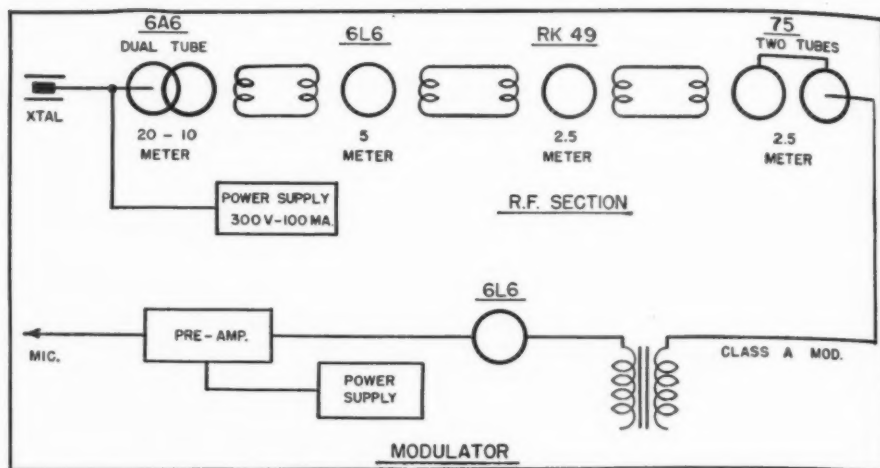 6A6
DUAL TUBE
6L6
RK 49
75
TWO TUBES
XTAL
20 - 10
METER
5
METER
2.5
METER
2.5
METER
POWER SUPPLY
300V-100MA.
R.F. SECTION
6L6
PRE-AMP.
MIC.
CLASS A MOD.
POWER
SUPPLY
MODULATOR